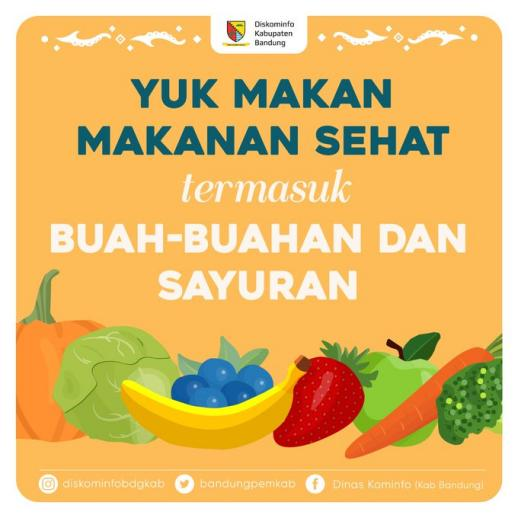 Diskominfo
Kabupaten
Bandung
YUK MAKAN
MAKANAN SEHAT
termasuk
BUAH-BUAHAN DAN
SAYURAN
diskominfobdgkab
bandungpemkab
Dinas Kominfo (Kab Bandung)